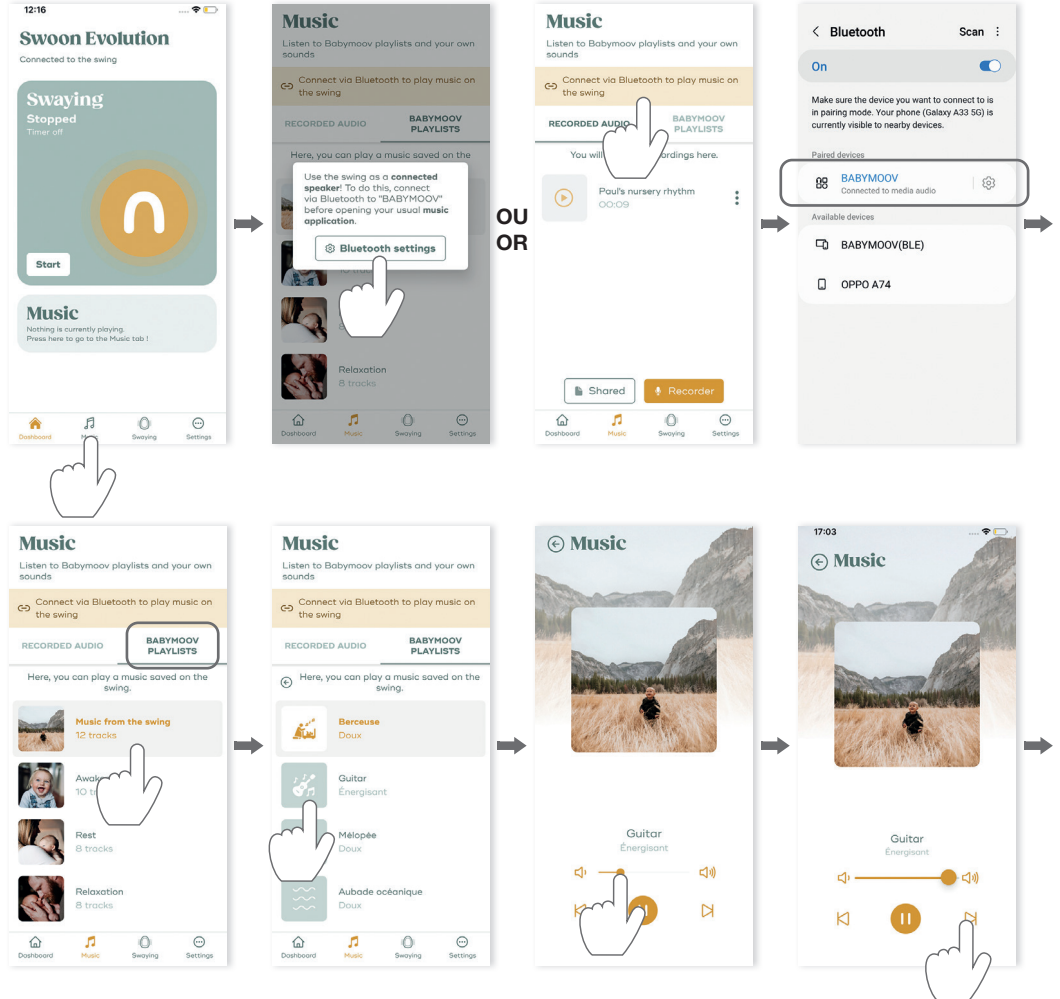 12:16
Swoon Evolution
Connected to the swing
Swaying
Stopped
Timer off
Start
Music
Nothing is currently playing.
Press here to go to the Music tab !
Dashboard
Swaying
Settings
Music
Listen to Babymoov playlists and your own
sounds
Connect via Bluetooth to play music on
the swing
RECORDED AUDIO
BABYMOOV
PLAYLISTS
Here, you can play a music saved on the
Use the swing as a connected
speaker! To do this, connect
via Bluetooth to "BABYMOOV"
before opening your usual music
application.
Bluetooth settings
10 tracks
Relaxation
8 tracks
Dashboard
Music
Swaying
Settings
OU
OR
Music
Listen to Babymoov playlists and your own
sounds
Connect via Bluetooth to play music on
the swing
RECORDED AUDIO
BABYMOOV
PLAYLISTS
You will
recordings here.
Paul's nursery rhythm
00:09
Shared
Recorder
Dashboard
Music
Swaying
Settings
Bluetooth
Scan
On
Make sure the device you want to connect to is
in pairing mode. Your phone (Galaxy A33 5G) is
currently visible to nearby devices.
Paired devices
BABYMOOV
Connected to media audio
Available devices
BABYMOOV(BLE)
OPPO A74
Music
Listen to Babymoov playlists and your own
sounds
Connect via Bluetooth to play music on
the swing
RECORDED AUDIO
BABYMOOV
PLAYLISTS
Here, you can play a music saved on the
swing.
Music from the swing
12 tracks
Rest
8 tracks
Relaxation
8 tracks
Dashboard
Music
Swaying
Settings
Music
Listen to Babymoov playlists and your own
sounds
Connect via Bluetooth to play music on
the swing
RECORDED AUDIO
BABYMOOV
PLAYLISTS
Here, you can play a music saved on the
swing.
Berceuse
Doux
Guitar
Énergisant
Mélopée
Doux
Aubade océanique
Doux
Dashboard
Music
Swaying
Settings
Music
Guitar
Énergisant
17:03
Music
Guitar
Énergisant